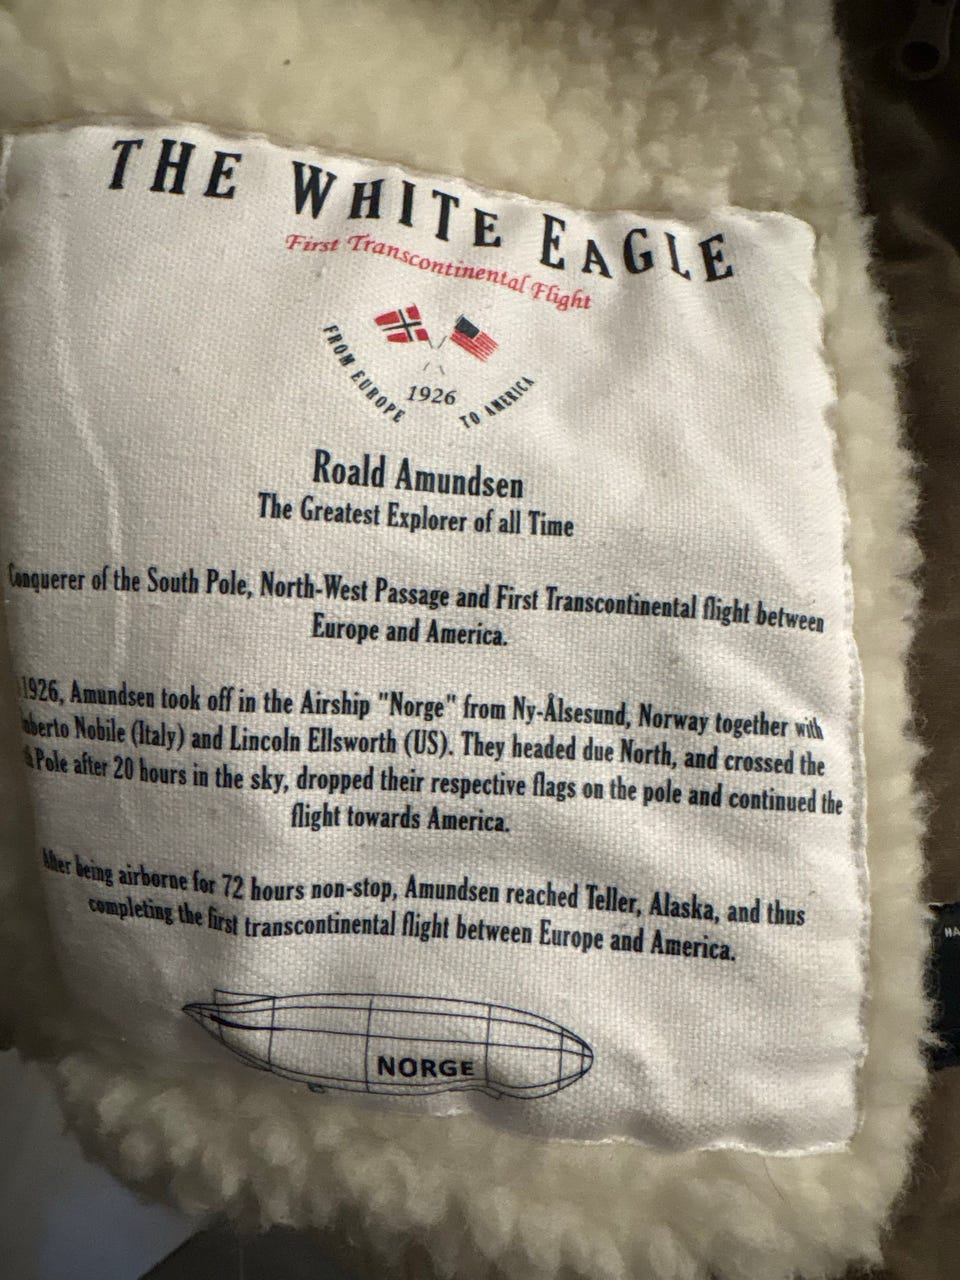 THE WHITE EAGLE
First Transcontinental Flight
FROM EUROPE
1926
TO AMERICA
Roald Amundsen
The Greatest Explorer of all Time
Conquerer of the South Pole, North-West Passage and First Transcontinental flight between
Europe and America.
1926, Amundsen took off in the Airship "Norge" from Ny-Ålsesund, Norway together with
Nobile (Italy) and Lincoln Ellsworth (US). They headed due North, and crossed the
Pole after 20 hours in the sky, dropped their respective flags on the pole and continued the
flight towards America.
After being airborne for 72 hours non-stop, Amundsen reached Teller, Alaska, and thus
completing the first transcontinental flight between Europe and America.
NORGE